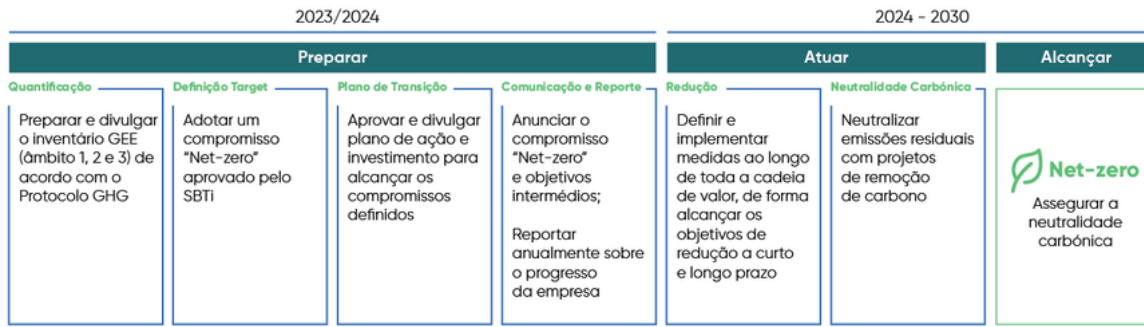 2023/2024
2024 - 2030
Preparar
Atuar
Alcançar
Quantificação
Preparar e divulgar
o inventário GEE
(âmbito 1, 2 e 3) de
acordo com o
Protocolo GHG
Definição Target
Adotar um
compromisso
“Net-zero”
aprovado pelo
SBTi
Plano de Transição
Aprovar e divulgar
plano de ação e
investimento para
alcançar os
compromissos
definidos
Comunicação e Reporte
Anunciar o
compromisso
“Net-zero”
e objetivos
intermédios;
Reportar
anualmente sobre
o progresso
da empresa
Redução
Definir e
implementar
medidas ao longo
de toda a cadeia
de valor, de forma
alcançar os
objetivos de
redução a curto
e longo prazo
Neutralidade Carbónica
Neutralizar
emissões residuais
com projetos
de remoção
de carbono
Net-zero
Assegurar a
neutralidade
carbónica